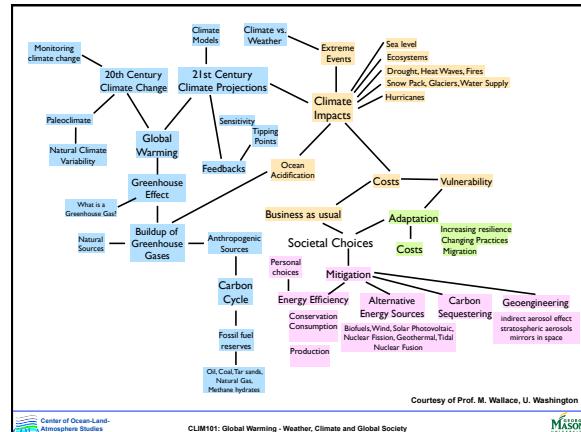 Monitoring
climate change
20th Century
Climate Change
Paleoclimate
Natural Climate
Variability
Climate
Models
21st Century
Climate Projections
Climate vs.
Weather
Extreme
Events
Sea level
Ecosystems
Drought, Heat Waves, Fires
Snow Pack, Glaciers, Water Supply
Hurricanes
Climate
Impacts
Sensitivity
Tipping
Points
Feedbacks
Global
Warming
Greenhouse
Effect
What is a
Greenhouse Gas?
Buildup of
Greenhouse
Gases
Natural
Sources
Anthropogenic
Sources
Carbon
Cycle
Fossil fuel
reserves
Oil, Coal, Tar sands,
Natural Gas,
Methane hydrates
Ocean
Acidification
Costs
Vulnerability
Business as usual
Adaptation
Increasing resilience
Changing Practices
Migration
Costs
Societal Choices
Mitigation
Personal
choices
Energy Efficiency
Conservation
Consumption
Production
Alternative
Energy Sources
Biofuels, Wind, Solar Photovoltaic,
Nuclear Fission, Geothermal, Tidal
Nuclear Fusion
Carbon
Sequestering
Geoengineering
indirect aerosol effect
stratospheric aerosols
mirrors in space
Courtesy of Prof. M. Wallace, U. Washington
Center of Ocean-Land-
Atmosphere Studies
CLIM101: Global Warming - Weather, Climate and Global Society